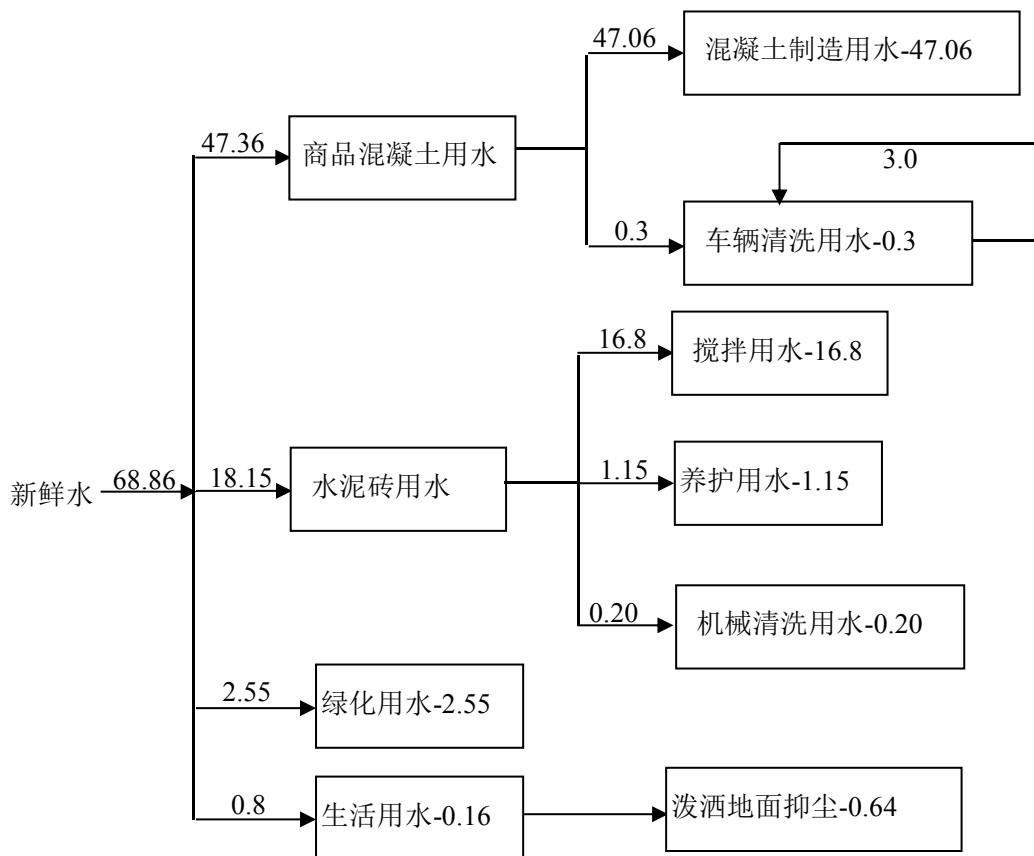 47.06
混凝土制造用水-47.06
47.36
商品混凝土用水
3.0
0.3
车辆清洗用水-0.3
16.8
搅拌用水-16.8
新鲜水
68.86
18.15
水泥砖用水
1.15
养护用水-1.15
0.20
机械清洗用水-0.20
2.55
绿化用水-2.55
0.8
生活用水-0.16
泼洒地面抑尘-0.64